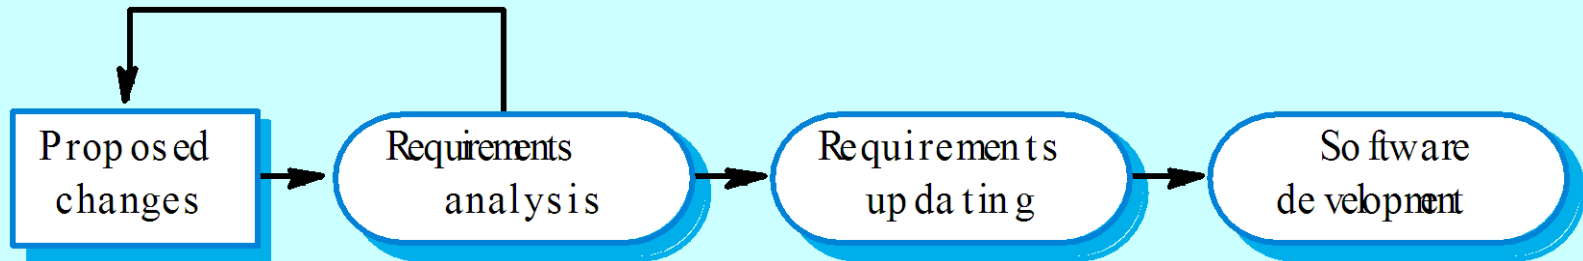 Proposed
changes
Requirements
analysis
Requirements
updating
Software
development